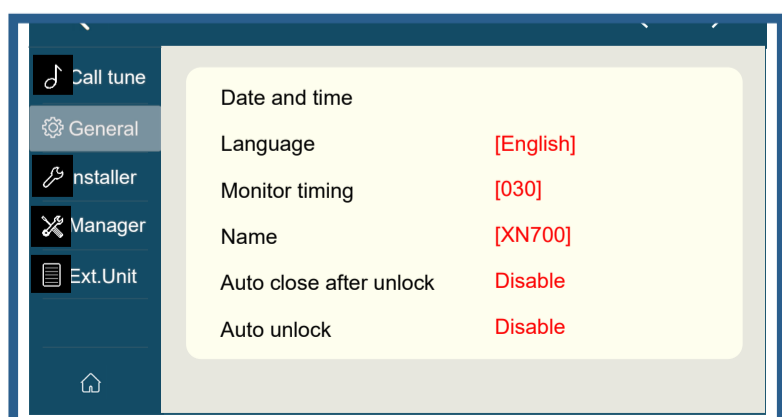 Call tune
General
nstaller
Manager
Ext.Unit
Date and time
Language [English]
Monitor timing [030]
Name [XN700]
Auto close after unlock Disable
Auto unlock Disable